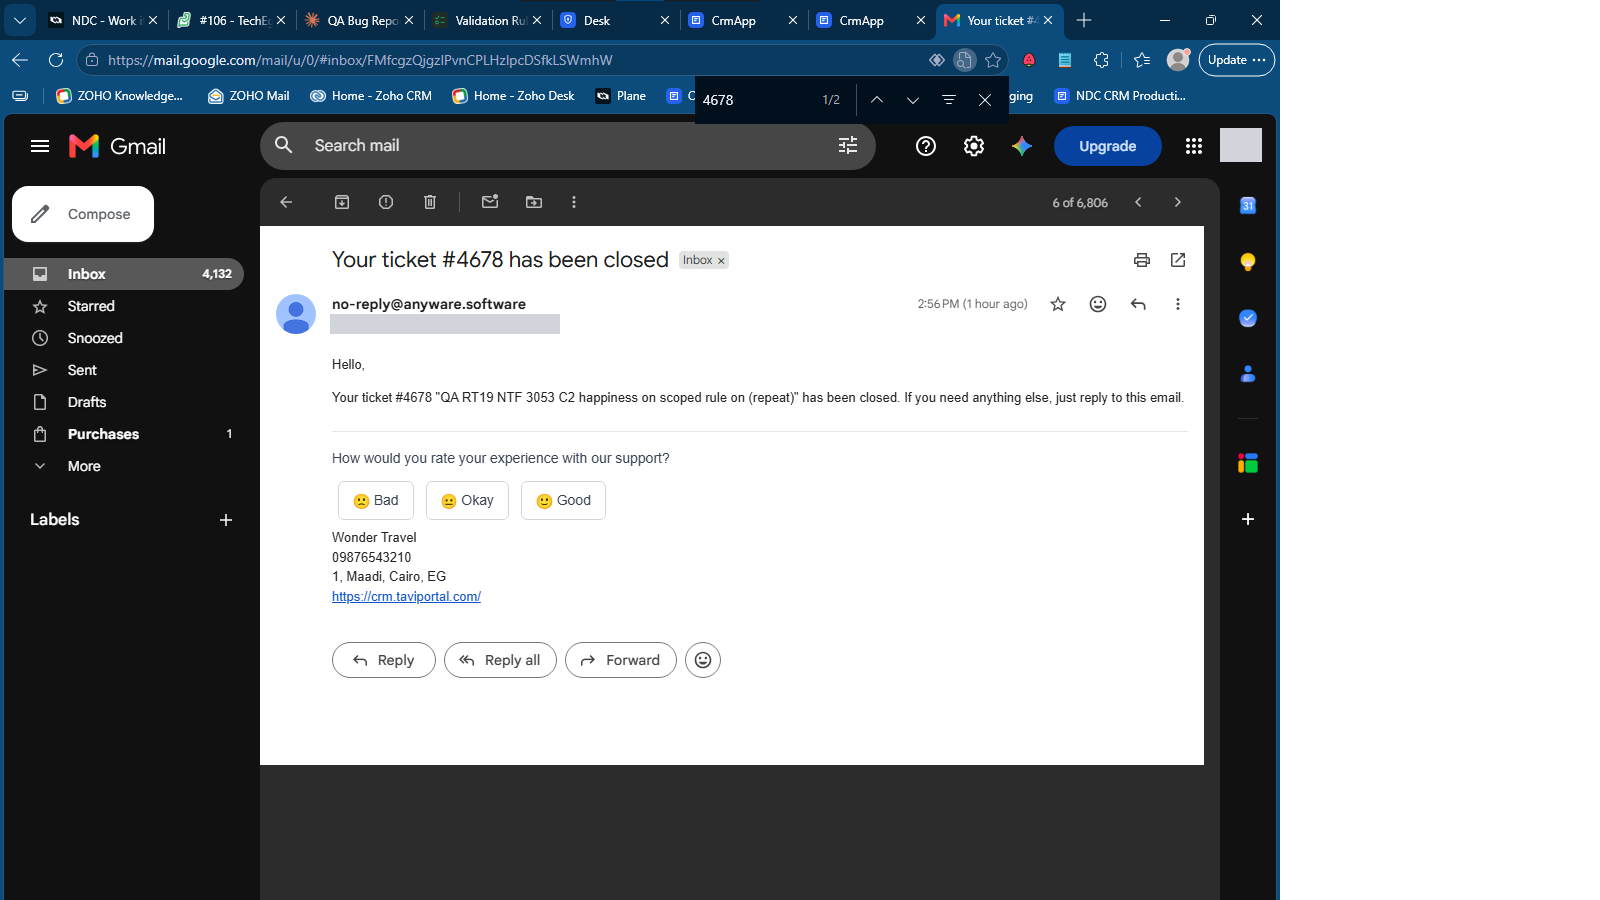 NDC - Work i
#106 - TechE
QA Bug Repo
Validation Ru
Desk
CrmApp
CrmApp
Your ticket #4
https://mail.google.com/mail/u/0/#inbox/FMfcgzQjgzIPvnCPLHzlpcDSfkLSWmhW
Update
ZOHO Knowledge...
ZOHO Mail
Home - Zoho CRM
Home - Zoho Desk
Plane
C
4678
1/2
ging
NDC CRM Producti...
Gmail
Search mail
Upgrade
Compose
6 of 6,806
Inbox 4,132
Starred
Snoozed
Sent
Drafts
Purchases 1
More
Labels
Your ticket #4678 has been closed
Inbox ×
no-reply@anyware.software
2:56 PM (1 hour ago)
Hello,
Your ticket #4678 "QA RT19 NTF 3053 C2 happiness on scoped rule on (repeat)" has been closed. If you need anything else, just reply to this email.
How would you rate your experience with our support?
Bad
Okay
Good
Wonder Travel
09876543210
1, Maadi, Cairo, EG
https://crm.taviportal.com/
Reply
Reply all
Forward
31